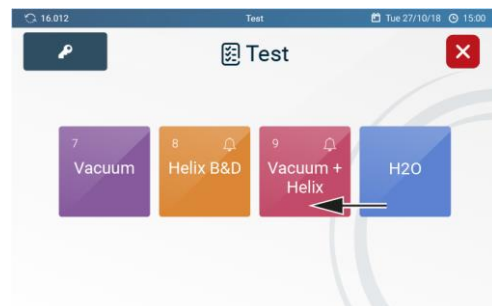 16.012 Test Tue 27/10/18 15:00
Test
7
Vacuum
8
Helix B&D
9
Vacuum +
Helix
H2O